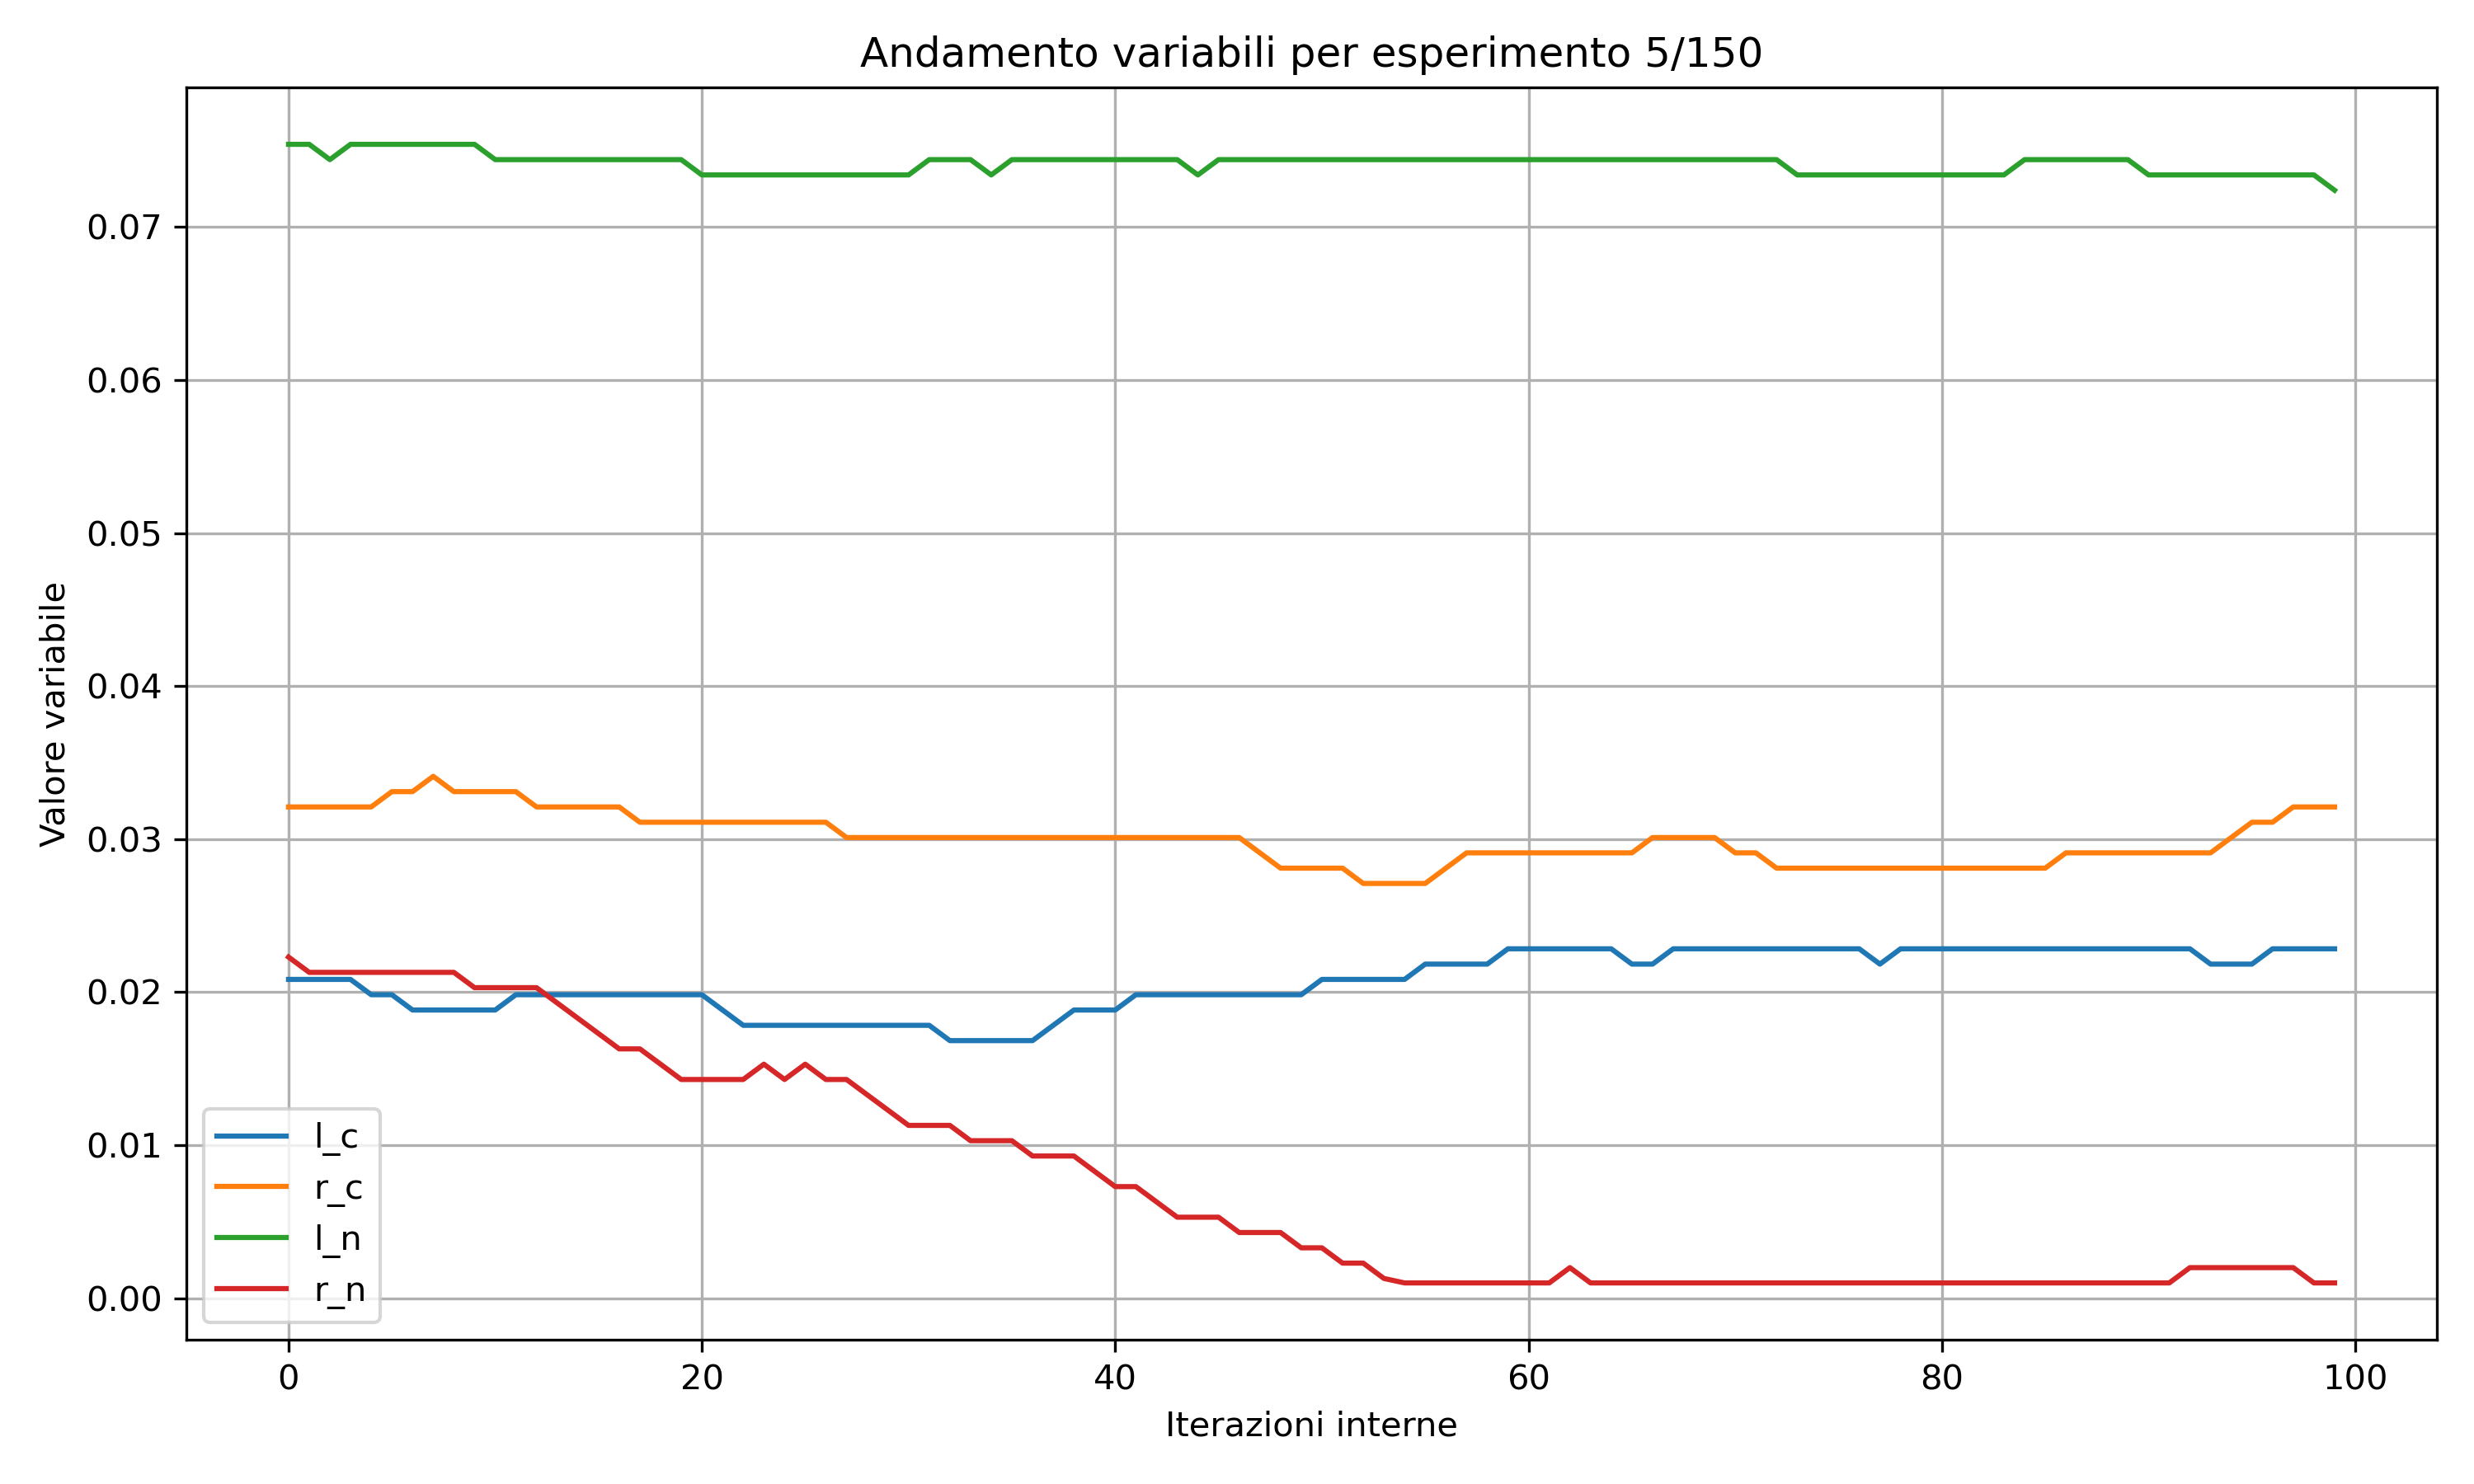 Andamento variabili per esperimento 5/150
Valore variabile
0.07
0.06
0.05
0.04
0.03
0.02
0.01
0.00
l_c
r_c
l_n
r_n
0 20 40 60 80 100
Iterazioni interne